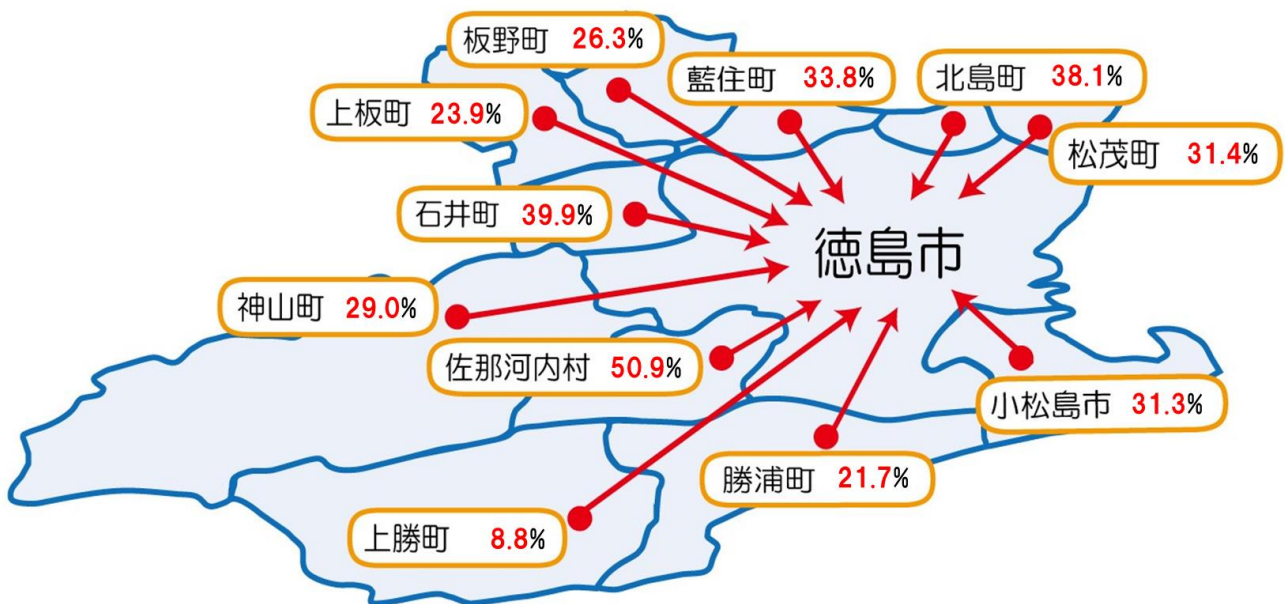 板野町 26.3%
藍住町 33.8%
北島町 38.1%
上板町 23.9%
松茂町 31.4%
石井町 39.9%
徳島市
神山町 29.0%
佐那河内村 50.9%
小松島市 31.3%
勝浦町 21.7%
上勝町 8.8%